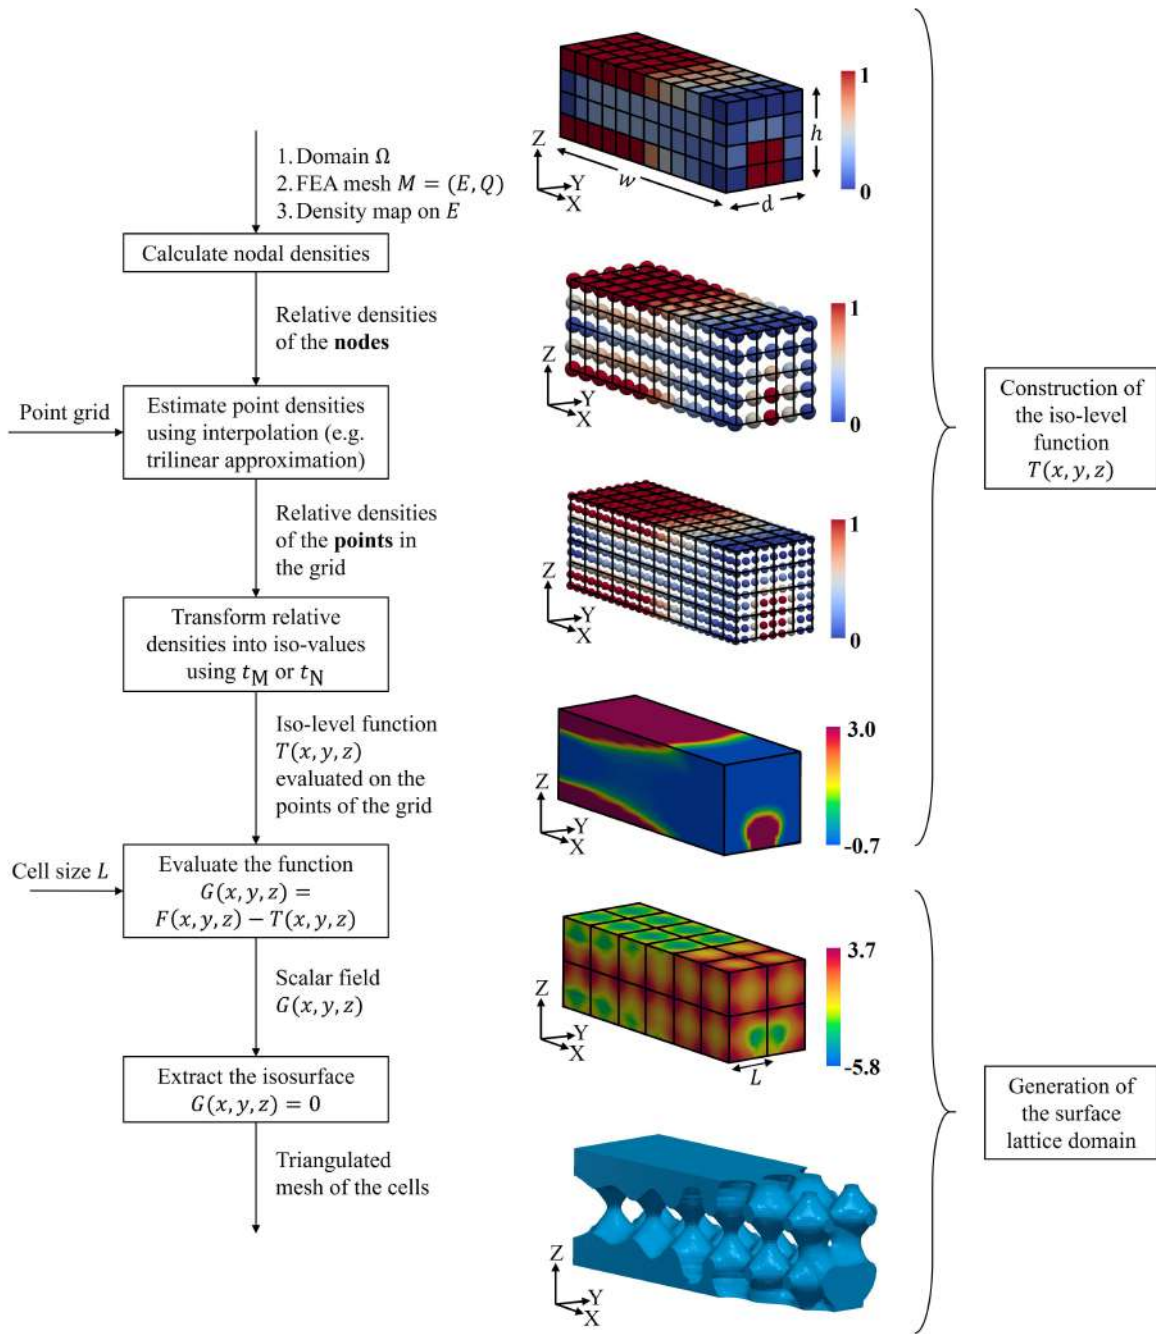 1. Domain Ω
2. FEA mesh M = (E, Q)
3. Density map on E
Calculate nodal densities
Relative densities
of the nodes
Point grid
Estimate point densities
using interpolation (e.g.
trilinear approximation)
Relative densities
of the points in
the grid
Transform relative
densities into iso-values
using t_M or t_N
Iso-level function
T(x, y, z)
evaluated on the
points of the grid
Cell size L
Evaluate the function
G(x, y, z) =
F(x, y, z) − T(x, y, z)
Scalar field
G(x, y, z)
Extract the isosurface
G(x, y, z) = 0
Triangulated
mesh of the cells
Z
Y
X
w
d
h
1
0
Z
Y
X
1
0
Z
Y
X
1
0
Z
Y
X
3.0
-0.7
Z
Y
X
L
3.7
-5.8
Z
Y
X
Construction of
the iso-level
function
T(x, y, z)
Generation of
the surface
lattice domain